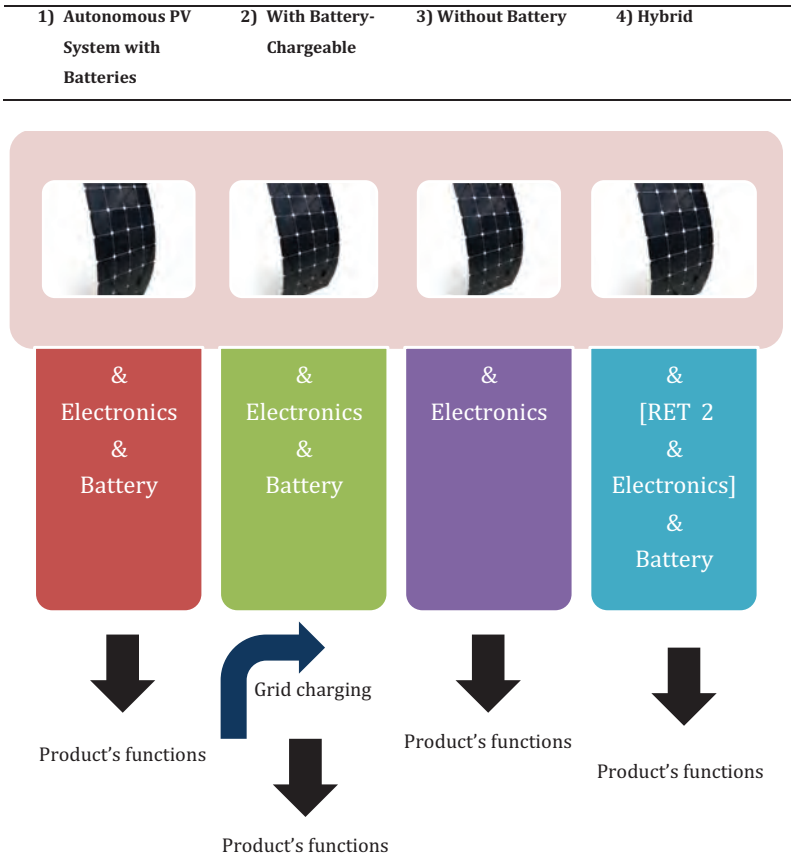 1) Autonomous PV
System with
Batteries
2) With Battery-
Chargeable
3) Without Battery
4) Hybrid
&
Electronics
&
Battery
&
Electronics
&
Battery
&
Electronics
&
[RET 2
&
Electronics]
&
Battery
Grid charging
Product’s functions
Product’s functions
Product’s functions
Product’s functions